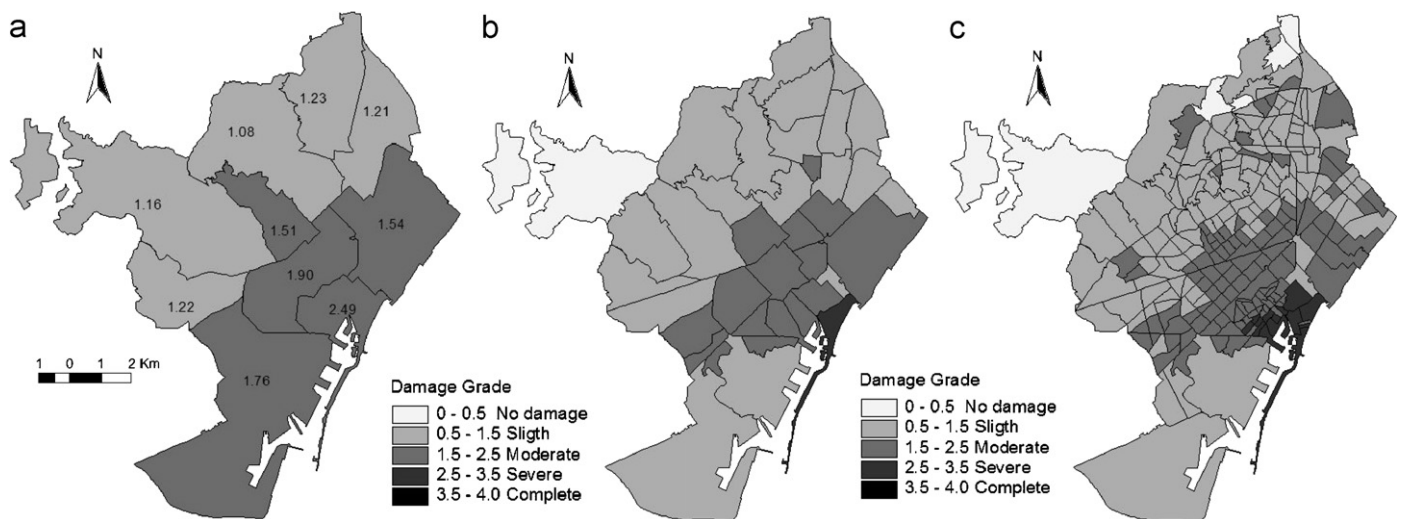 a
N
1.08
1.23
1.21
1.16
1.51
1.54
1.90
1.22
2.49
1.76
1 0 1 2 Km
b
N
Damage Grade
0 - 0.5 No damage
0.5 - 1.5 Sligth
1.5 - 2.5 Moderate
2.5 - 3.5 Severe
3.5 - 4.0 Complete
c
N
Damage Grade
0 - 0.5 No damage
0.5 - 1.5 Sligth
1.5 - 2.5 Moderate
2.5 - 3.5 Severe
3.5 - 4.0 Complete